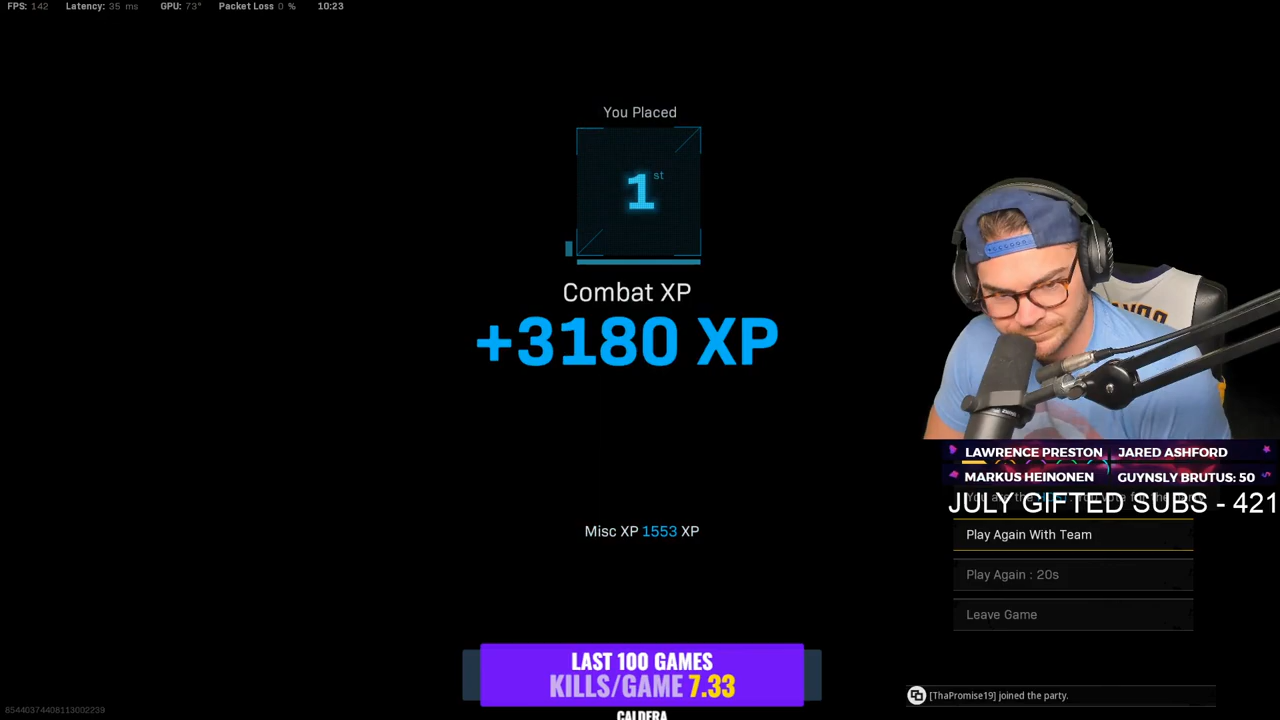 FPS: 142 Latency: 35 ms GPU: 73° Packet Loss 0 % 10:23
You Placed
1st
Combat XP
+3180 XP
Misc XP 1553 XP
LAWRENCE PRESTON JARED ASHFORD
MARKUS HEINONEN GUYNSLY BRUTUS: 50
JULY GIFTED SUBS - 421
Play Again With Team
Play Again : 20s
Leave Game
LAST 100 GAMES
KILLS/GAME 7.33
CALDERA
[ThaPromise19] joined the party.
85440374408113002239